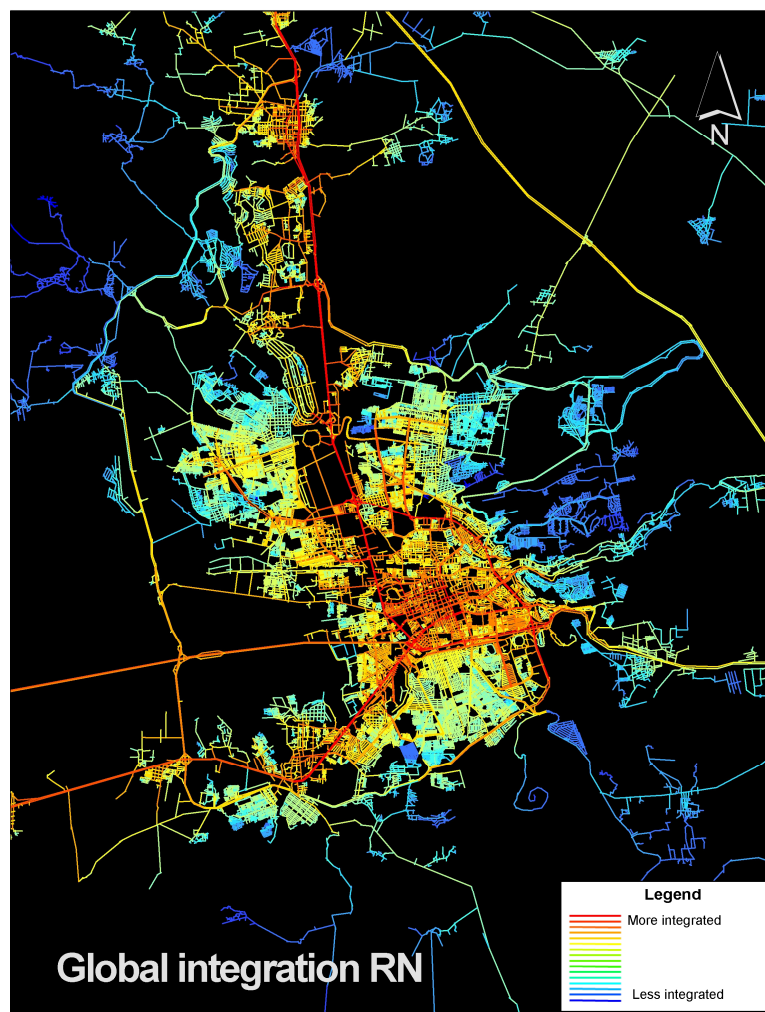 N
Legend
More integrated
Less integrated
Global integration RN